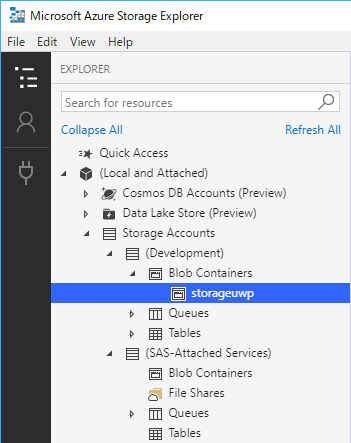 Microsoft Azure Storage Explorer
File Edit View Help
EXPLORER
Search for resources
Collapse All Refresh All
Quick Access
(Local and Attached)
Cosmos DB Accounts (Preview)
Data Lake Store (Preview)
Storage Accounts
(Development)
Blob Containers
storageuwp
Queues
Tables
(SAS-Attached Services)
Blob Containers
File Shares
Queues
Tables